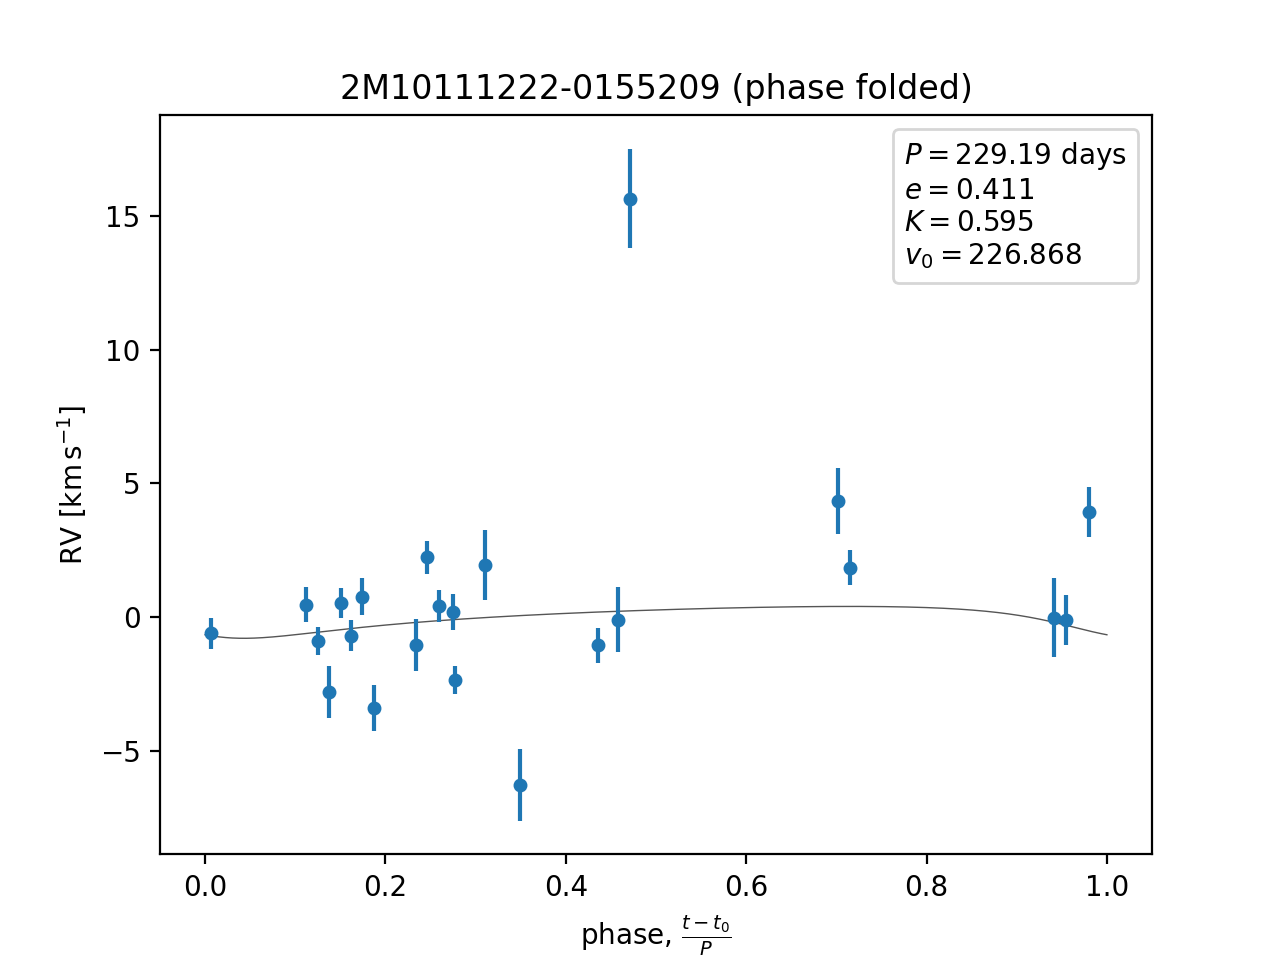 2M10111222-0155209 (phase folded)
P = 229.19 days
e = 0.411
K = 0.595
v₀ = 226.868
15
10
5
0
−5
RV [km s⁻¹]
0.0 0.2 0.4 0.6 0.8 1.0
phase, (t − t₀)/P